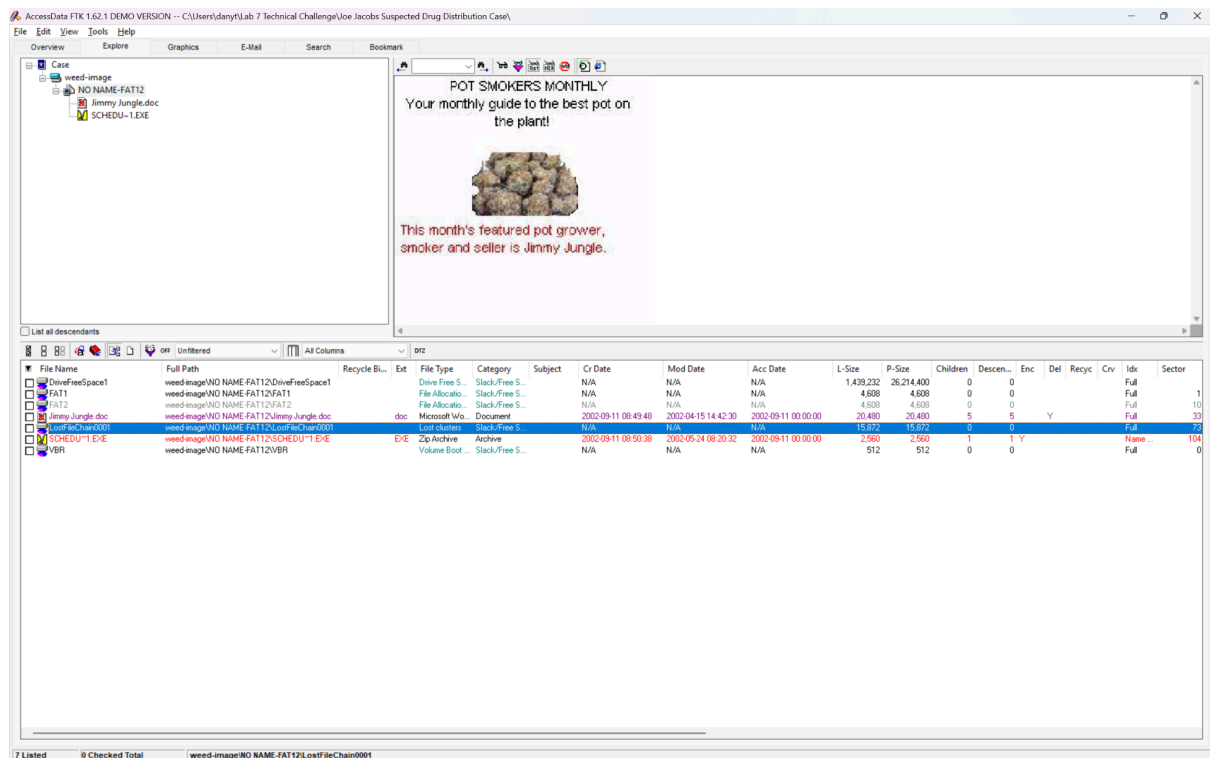 AccessData FTK 1.62.1 DEMO VERSION -- C:\Users\danyt\Lab 7 Technical Challenge\Joe Jacobs Suspected Drug Distribution Case\
File Edit View Tools Help
Overview Explore Graphics E-Mail Search Bookmark
Case
weed-image
NO NAME-FAT12
Jimmy Jungle.doc
SCHEDU~1.EXE
POT SMOKERS MONTHLY
Your monthly guide to the best pot on
the plant!
This month's featured pot grower,
smoker and seller is Jimmy Jungle.
List all descendants
OFF Unfiltered All Columns DTZ
File Name Full Path Recycle Bi... Ext File Type Category Subject Cr Date Mod Date Acc Date L-Size P-Size Children Descen... Enc Del Recyc Crv Idx Sector
DriveFreeSpace1 weed-image\NO NAME-FAT12\DriveFreeSpace1 Drive Free S... Slack/Free S... N/A N/A N/A 1,439,232 26,214,400 0 0 Full
FAT1 weed-image\NO NAME-FAT12\FAT1 File Allocatio... Slack/Free S... N/A N/A N/A 4,608 4,608 0 0 Full 1
FAT2 weed-image\NO NAME-FAT12\FAT2 File Allocatio... Slack/Free S... N/A N/A N/A 4,608 4,608 0 0 Full 10
Jimmy Jungle.doc weed-image\NO NAME-FAT12\Jimmy Jungle.doc doc Microsoft Wo... Document 2002-09-11 08:49:48 2002-04-15 14:42:30 2002-09-11 00:00:00 20,480 20,480 5 5 Y Full 33
LostFileChain0001 weed-image\NO NAME-FAT12\LostFileChain0001 Lost clusters Slack/Free S... N/A N/A N/A 15,872 15,872 0 0 Full 73
SCHEDU~1.EXE weed-image\NO NAME-FAT12\SCHEDU~1.EXE EXE Zip Archive Archive 2002-09-11 08:50:38 2002-05-24 08:20:32 2002-09-11 00:00:00 2,560 2,560 1 1 Y Name ... 104
VBR weed-image\NO NAME-FAT12\VBR Volume Boot ... Slack/Free S... N/A N/A N/A 512 512 0 0 Full 0
7 Listed 0 Checked Total weed-image\NO NAME-FAT12\LostFileChain0001